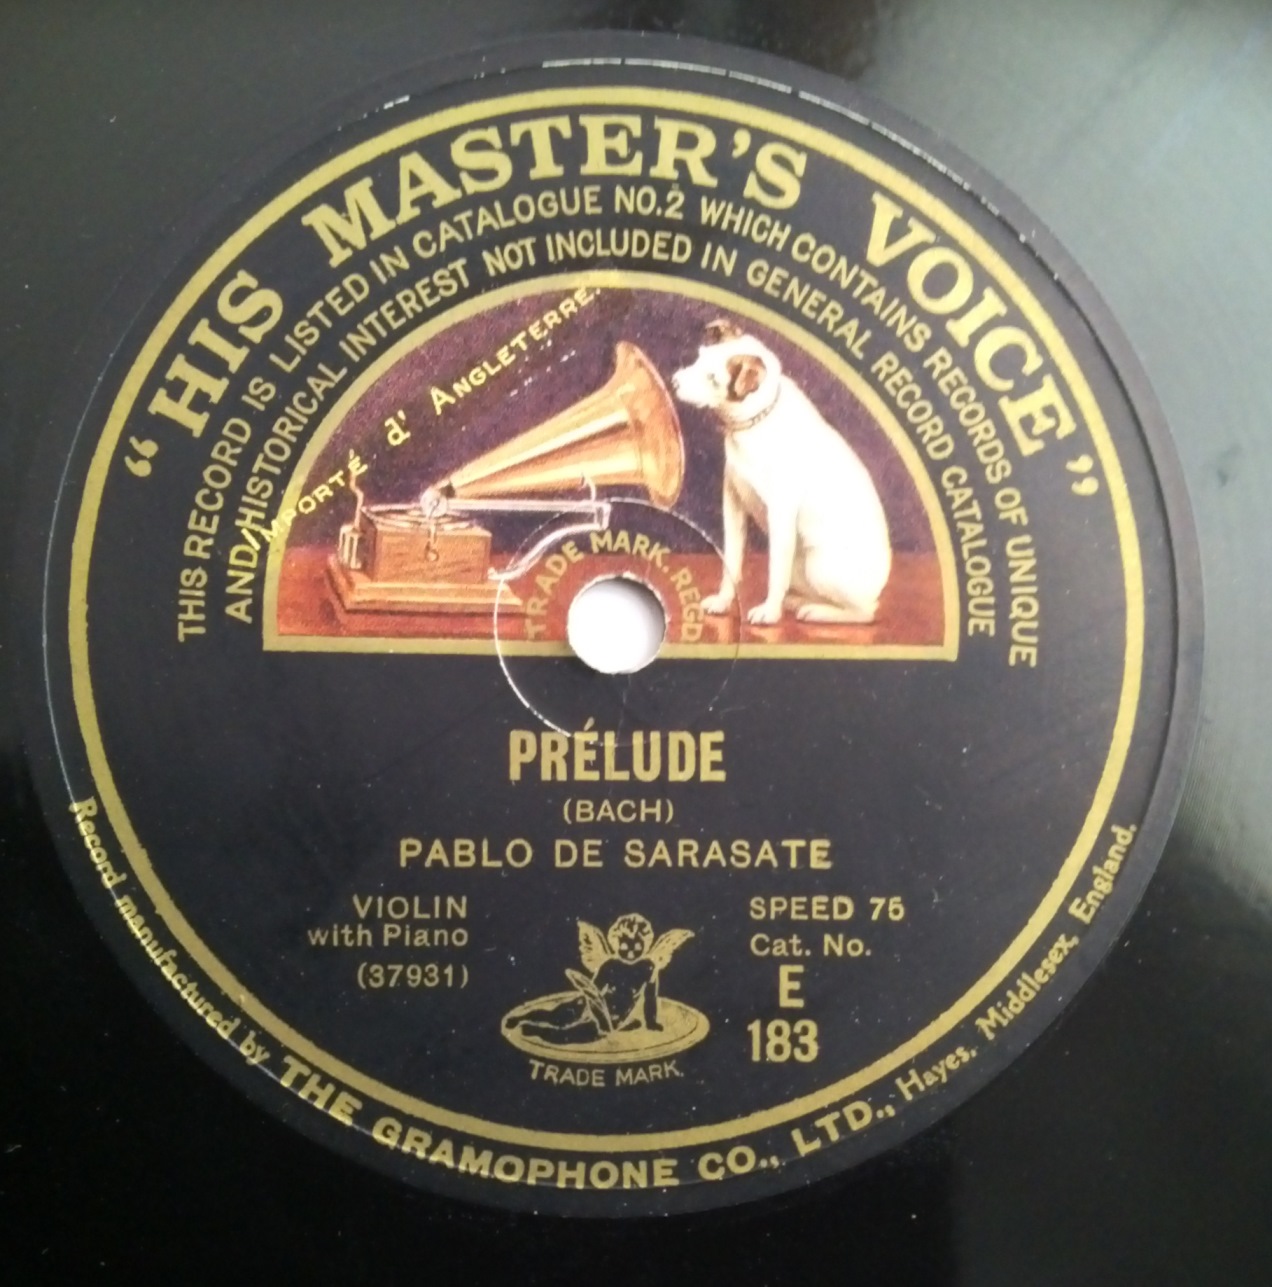 “HIS MASTER'S VOICE”
THIS RECORD IS LISTED IN CATALOGUE NO.2 WHICH CONTAINS RECORDS OF UNIQUE
AND HISTORICAL INTEREST NOT INCLUDED IN GENERAL RECORD CATALOGUE
IMPORTÉ d' ANGLETERRE.
TRADE MARK. REGD
PRÉLUDE
(BACH)
PABLO DE SARASATE
VIOLIN
with Piano
(37931)
SPEED 75
Cat. No.
E
183
TRADE MARK.
Record manufactured by THE GRAMOPHONE CO., LTD., Hayes, Middlesex, England.